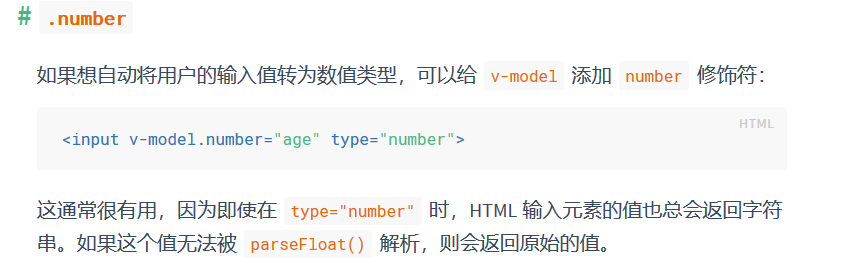 # .number
如果想自动将用户的输入值转为数值类型，可以给 v-model 添加 number 修饰符：
HTML
<input v-model.number="age" type="number">
这通常很有用，因为即使在 type="number" 时，HTML 输入元素的值也总会返回字符
串。如果这个值无法被 parseFloat() 解析，则会返回原始的值。